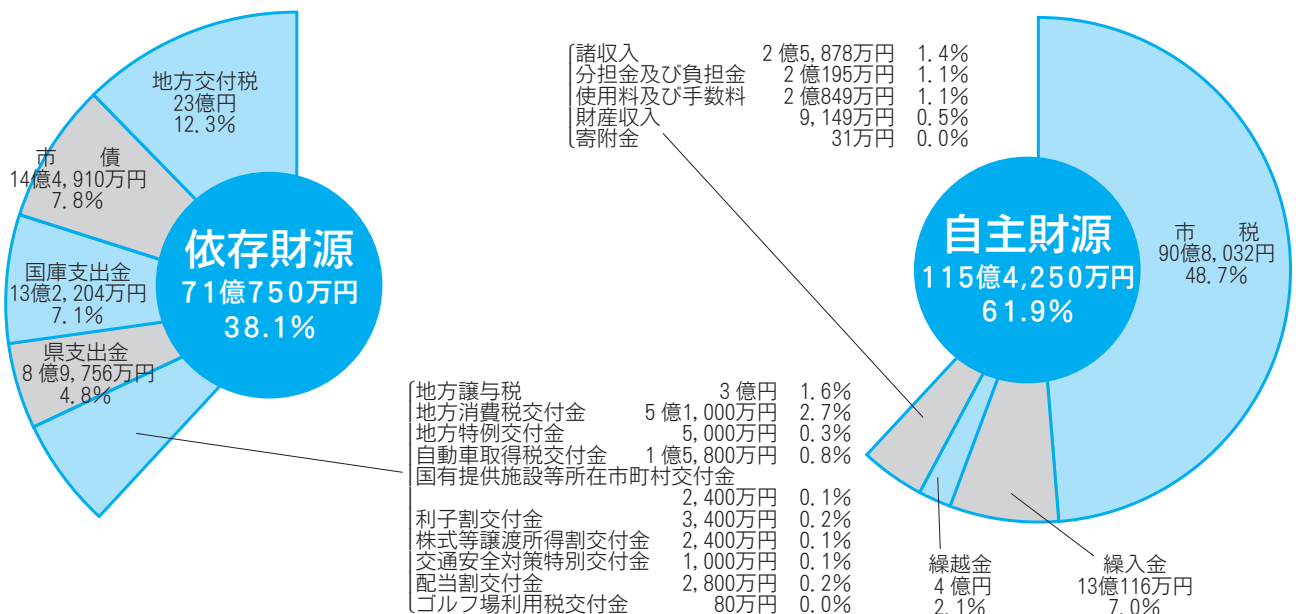 地方交付税
23億円
12.3%
市 債
14億4,910万円
7.8%
国庫支出金
13億2,204万円
7.1%
県支出金
8億9,756万円
4.8%
依存財源
71億750万円
38.1%
地方譲与税 3億円 1.6%
地方消費税交付金 5億1,000万円 2.7%
地方特例交付金 5,000万円 0.3%
自動車取得税交付金 1億5,800万円 0.8%
国有提供施設等所在市町村交付金
2,400万円 0.1%
利子割交付金 3,400万円 0.2%
株式等譲渡所得割交付金 2,400万円 0.1%
交通安全対策特別交付金 1,000万円 0.1%
配当割交付金 2,800万円 0.2%
ゴルフ場利用税交付金 80万円 0.0%
諸収入 2億5,878万円 1.4%
分担金及び負担金 2億195万円 1.1%
使用料及び手数料 2億849万円 1.1%
財産収入 9,149万円 0.5%
寄附金 31万円 0.0%
自主財源
115億4,250万円
61.9%
市 税
90億8,032円
48.7%
繰越金
4億円
2.1%
繰入金
13億116万円
7.0%